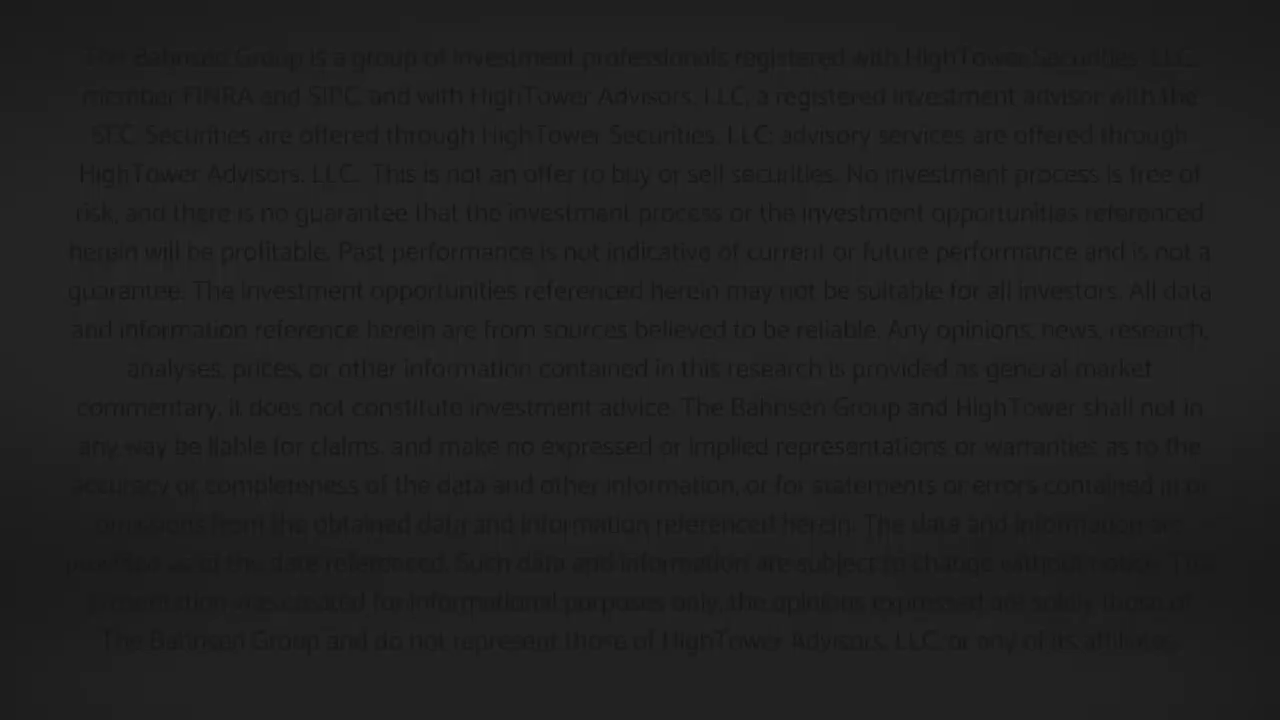 The Bahnsen Group is a group of investment professionals registered with HighTower Securities, LLC,
member FINRA and SIPC, and with HighTower Advisors, LLC, a registered investment advisor with the
SEC. Securities are offered through HighTower Securities, LLC; advisory services are offered through
HighTower Advisors, LLC. This is not an offer to buy or sell securities. No investment process is free of
risk, and there is no guarantee that the investment process or the investment opportunities referenced
herein will be profitable. Past performance is not indicative of current or future performance and is not a
guarantee. The investment opportunities referenced herein may not be suitable for all investors. All data
and information reference herein are from sources believed to be reliable. Any opinions, news, research,
analyses, prices, or other information contained in this research is provided as general market
commentary, it does not constitute investment advice. The Bahnsen Group and HighTower shall not in
any way be liable for claims, and make no expressed or implied representations or warranties as to the
accuracy or completeness of the data and other information, or for statements or errors contained in or
omissions from the obtained data and information referenced herein. The data and information are
provided as of the date referenced. Such data and information are subject to change without notice. This
was created for informational purposes only; the opinions expressed are solely those of
The Bahnsen Group and do not represent those of HighTower Advisors, LLC, or any of its affiliates.